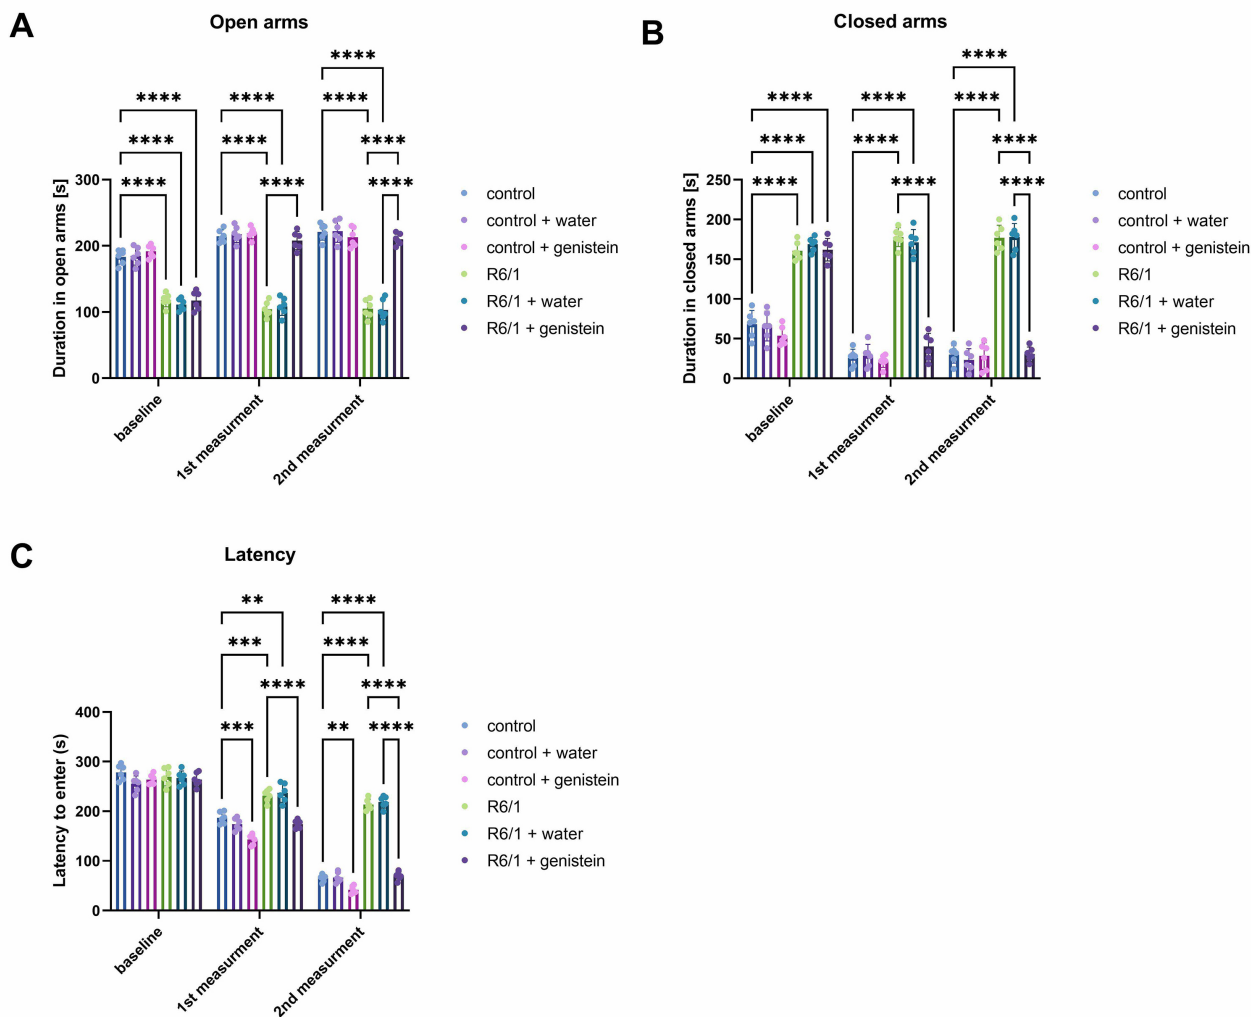 A
Open arms
****
**** **** ****
**** **** ****
**** **** ****
Duration in open arms [s]
300
200
100
0
baseline
1st measurment
2nd measurment
control
control + water
control + genistein
R6/1
R6/1 + water
R6/1 + genistein
B
Closed arms
****
**** **** ****
**** **** ****
**** **** ****
Duration in closed arms [s]
250
200
150
100
50
0
baseline
1st measurment
2nd measurment
control
control + water
control + genistein
R6/1
R6/1 + water
R6/1 + genistein
C
Latency
** ****
*** ****
**** ****
*** ** ****
Latency to enter (s)
400
300
200
100
0
baseline
1st measurment
2nd measurment
control
control + water
control + genistein
R6/1
R6/1 + water
R6/1 + genistein